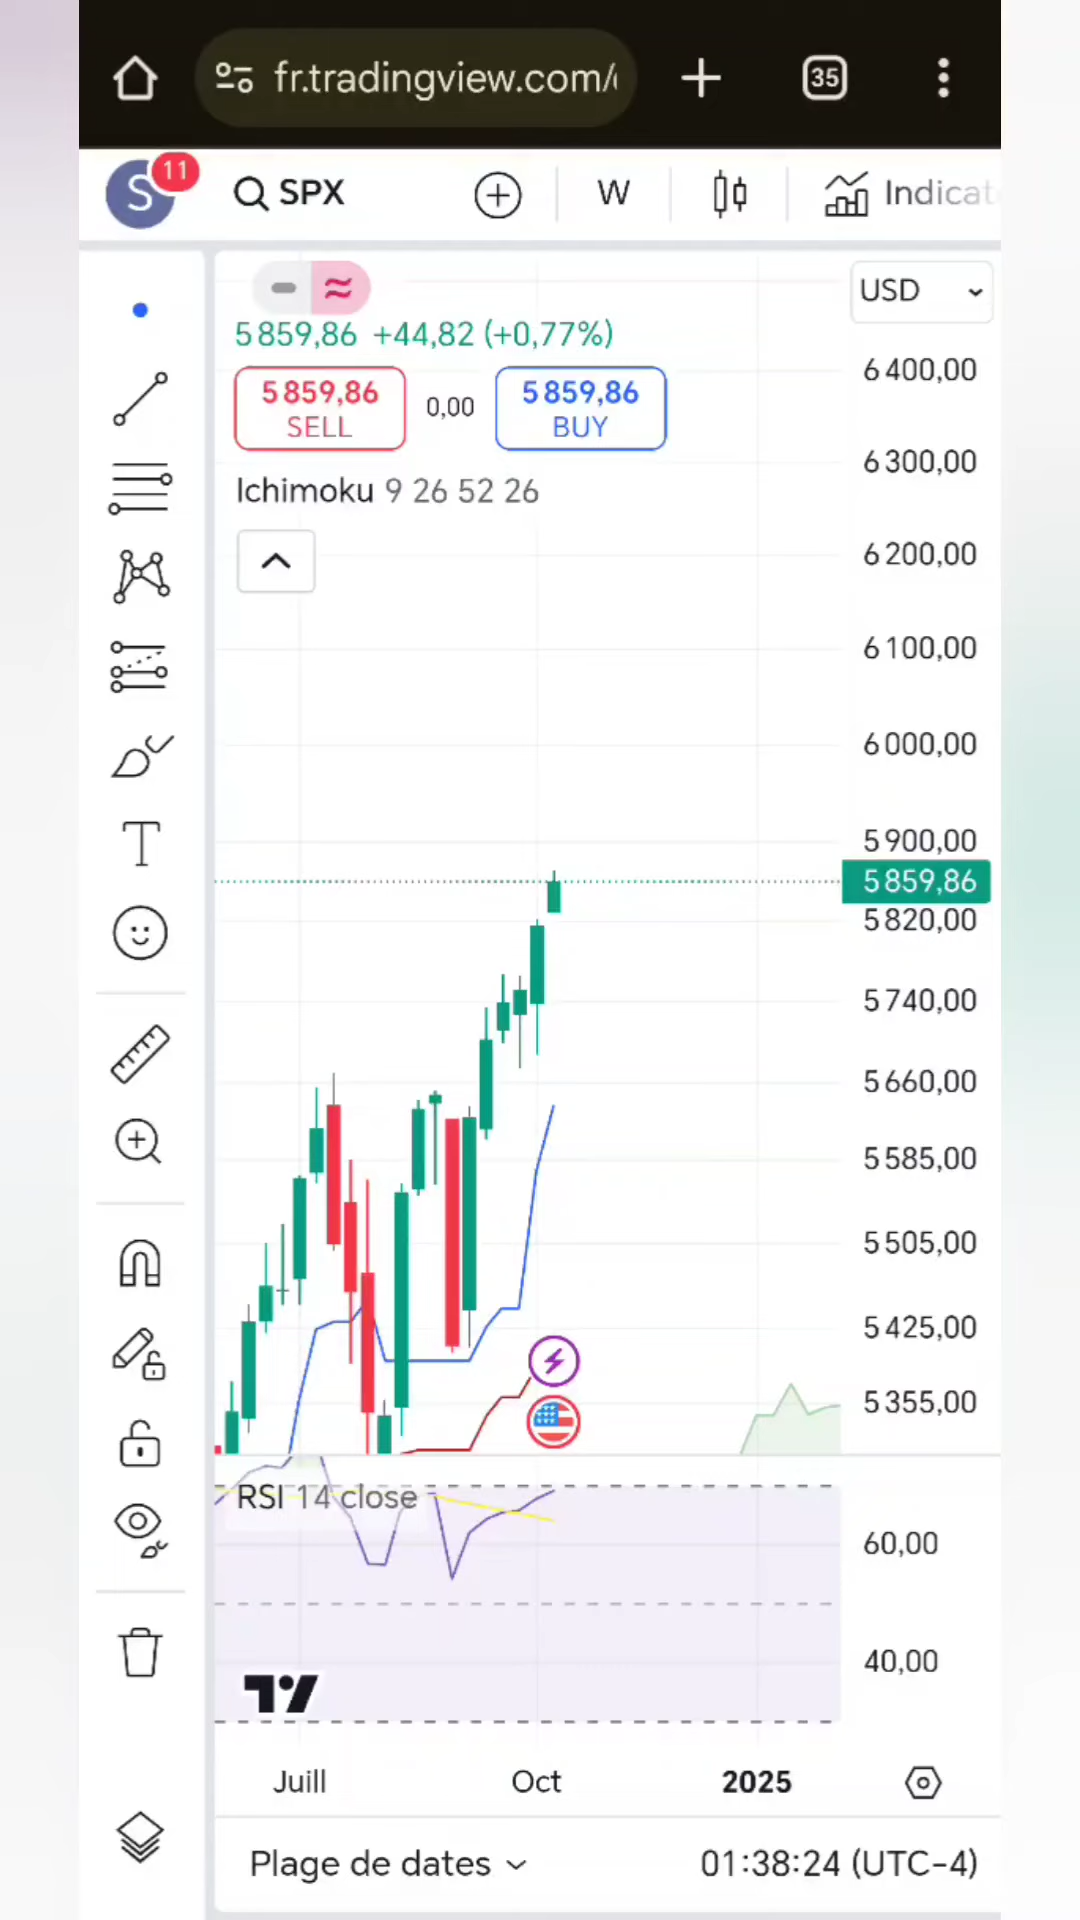 fr.tradingview.com/
35
S
11
SPX
W
Indicat
USD
5 859,86 +44,82 (+0,77%)
5 859,86
SELL
0,00
5 859,86
BUY
Ichimoku 9 26 52 26
6 400,00
6 300,00
6 200,00
6 100,00
6 000,00
5 900,00
5 859,86
5 820,00
5 740,00
5 660,00
5 585,00
5 505,00
5 425,00
5 355,00
RSI 14 close
60,00
40,00
Juill
Oct
2025
Plage de dates
01:38:24 (UTC-4)